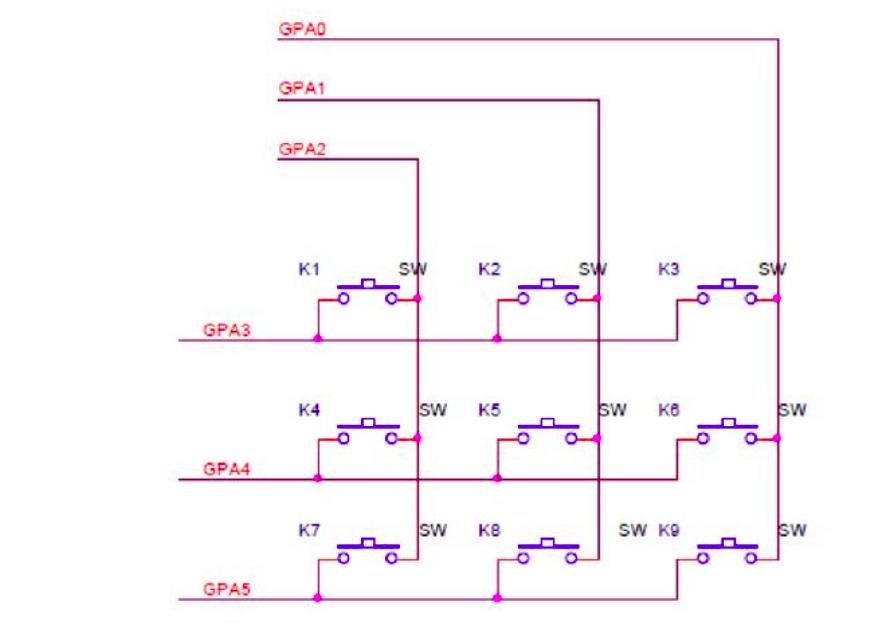 GPA0
GPA1
GPA2
K1 SW K2 SW K3 SW
GPA3
K4 SW K5 SW K6 SW
GPA4
K7 SW K8 SW K9 SW
GPA5